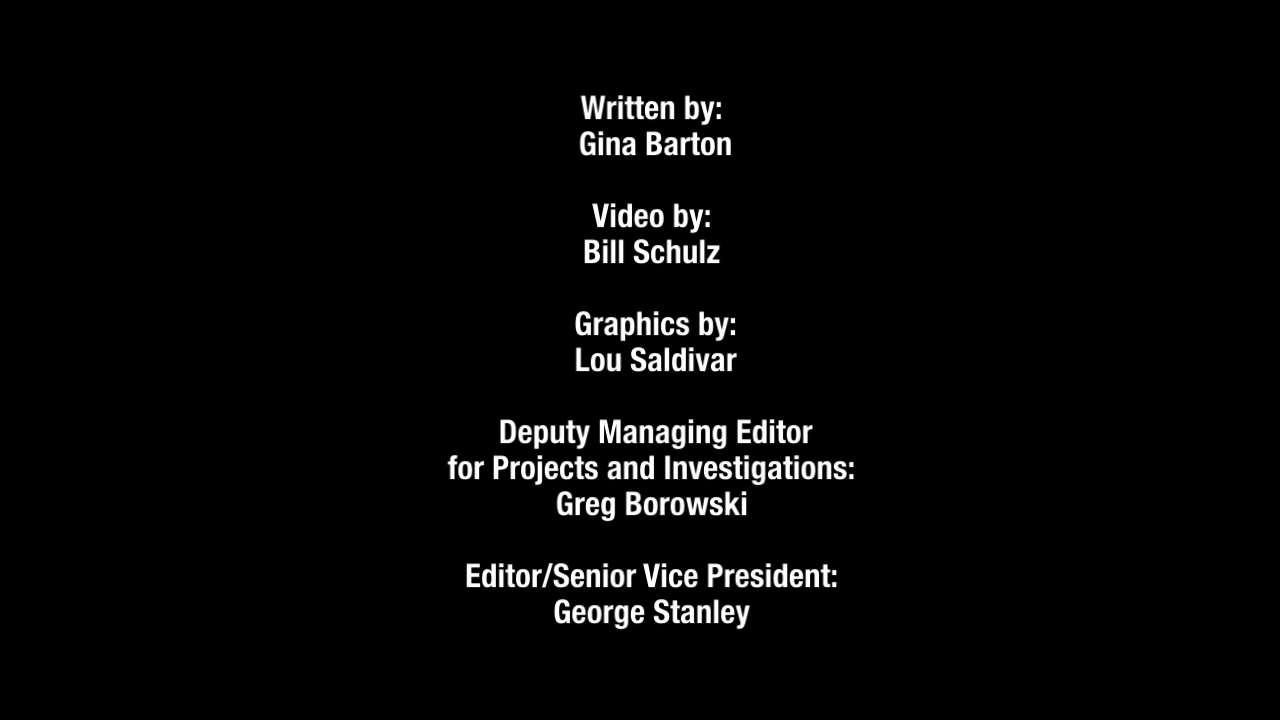 Written by:
Gina Barton
Video by:
Bill Schulz
Graphics by:
Lou Saldivar
Deputy Managing Editor
for Projects and Investigations:
Greg Borowski
Editor/Senior Vice President:
George Stanley